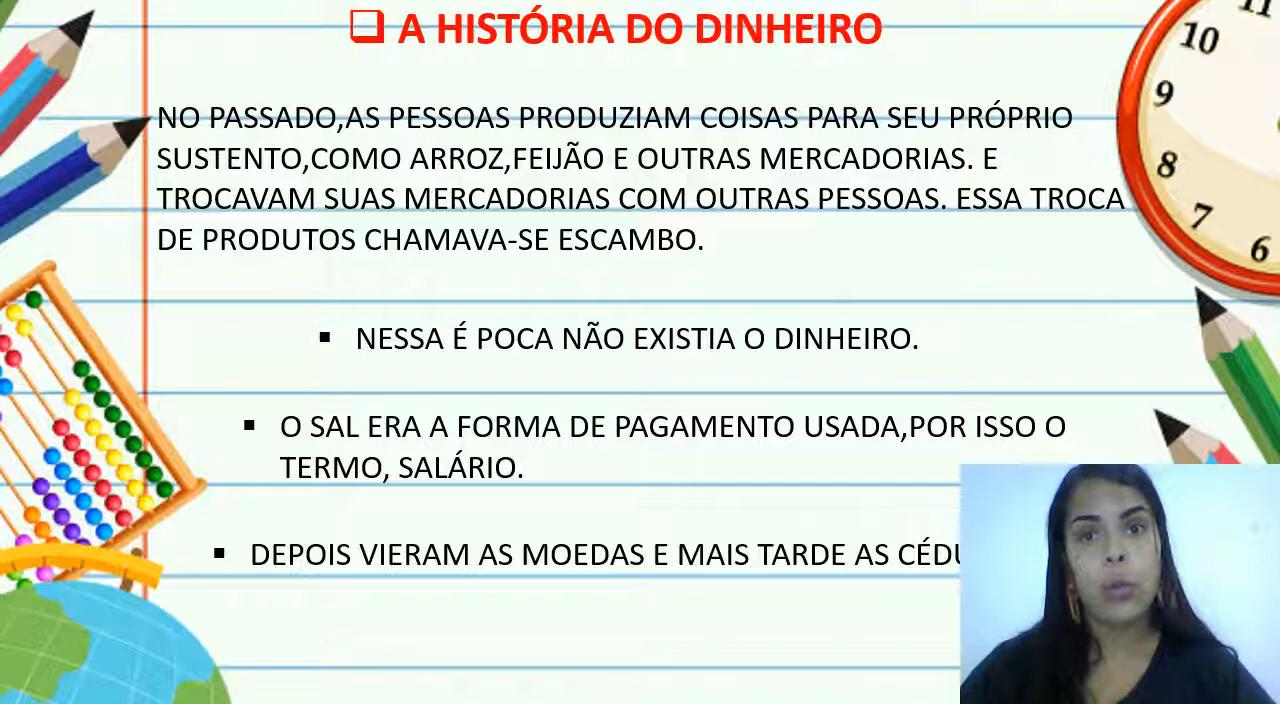 A HISTÓRIA DO DINHEIRO
NO PASSADO,AS PESSOAS PRODUZIAM COISAS PARA SEU PRÓPRIO
SUSTENTO,COMO ARROZ,FEIJÃO E OUTRAS MERCADORIAS. E
TROCAVAM SUAS MERCADORIAS COM OUTRAS PESSOAS. ESSA TROCA
DE PRODUTOS CHAMAVA-SE ESCAMBO.
NESSA É POCA NÃO EXISTIA O DINHEIRO.
O SAL ERA A FORMA DE PAGAMENTO USADA,POR ISSO O
TERMO, SALÁRIO.
DEPOIS VIERAM AS MOEDAS E MAIS TARDE AS
11
10
9
8
7
6